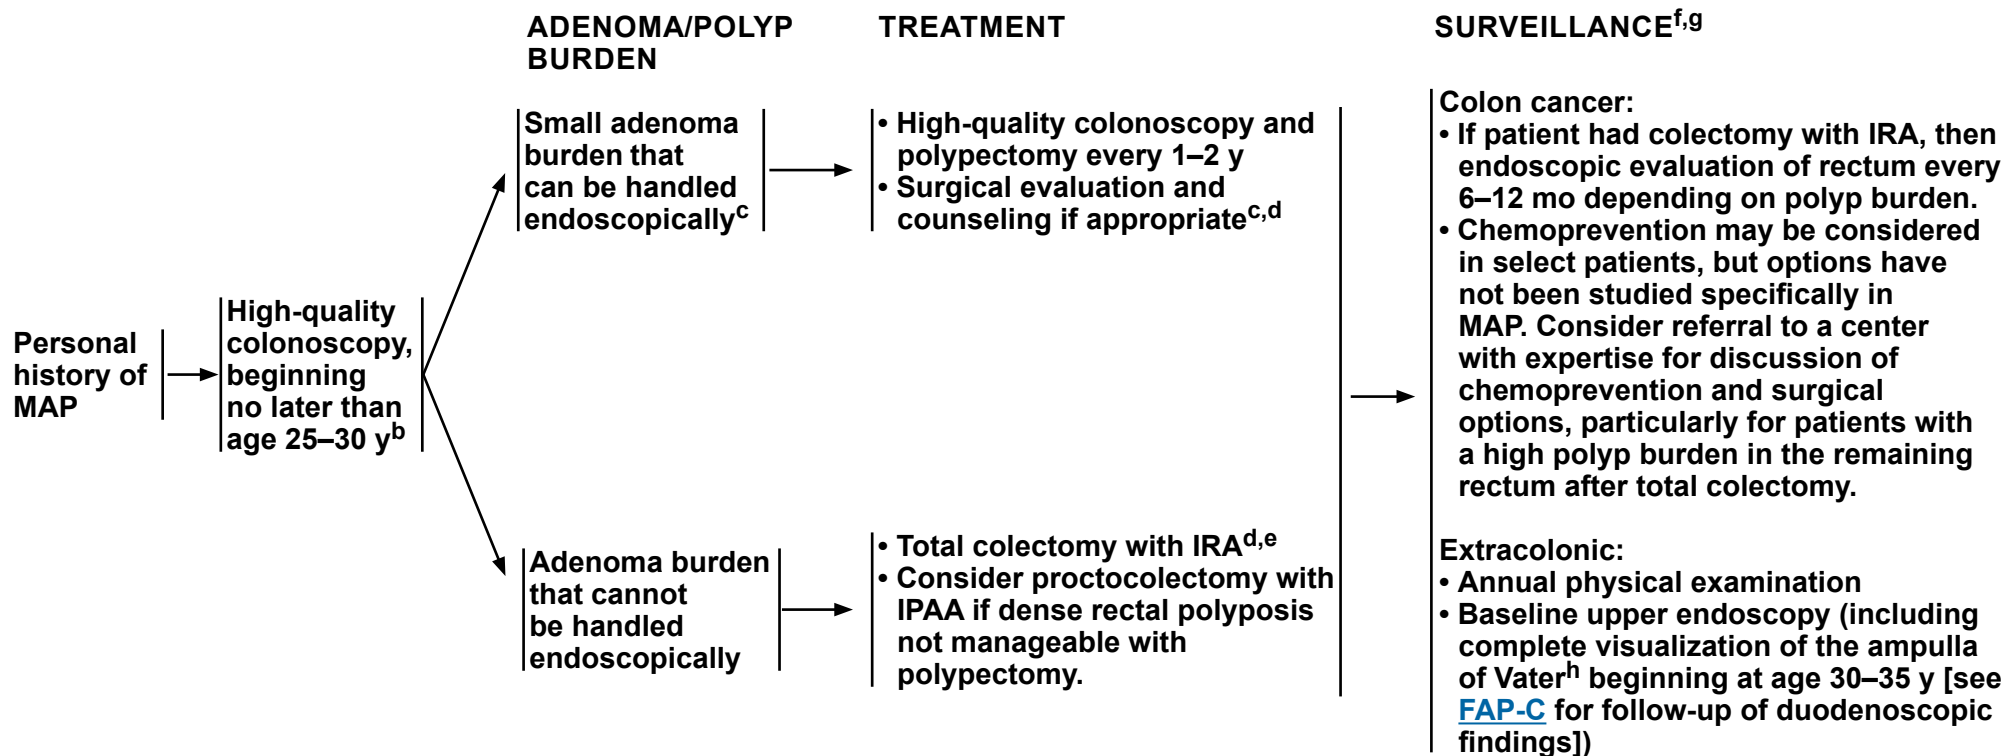 ADENOMA/POLYP
BURDEN
TREATMENT
SURVEILLANCEf,g
Personal
history of
MAP
High-quality
colonoscopy,
beginning
no later than
age 25–30 yb
Small adenoma
burden that
can be handled
endoscopicallyc
• High-quality colonoscopy and
polypectomy every 1–2 y
• Surgical evaluation and
counseling if appropriatec,d
Adenoma burden
that cannot
be handled
endoscopically
• Total colectomy with IRAd,e
• Consider proctocolectomy with
IPAA if dense rectal polyposis
not manageable with
polypectomy.
Colon cancer:
• If patient had colectomy with IRA, then
endoscopic evaluation of rectum every
6–12 mo depending on polyp burden.
• Chemoprevention may be considered
in select patients, but options have
not been studied specifically in
MAP. Consider referral to a center
with expertise for discussion of
chemoprevention and surgical
options, particularly for patients with
a high polyp burden in the remaining
rectum after total colectomy.
Extracolonic:
• Annual physical examination
• Baseline upper endoscopy (including
complete visualization of the ampulla
of Vaterh beginning at age 30–35 y [see
FAP-C for follow-up of duodenoscopic
findings])